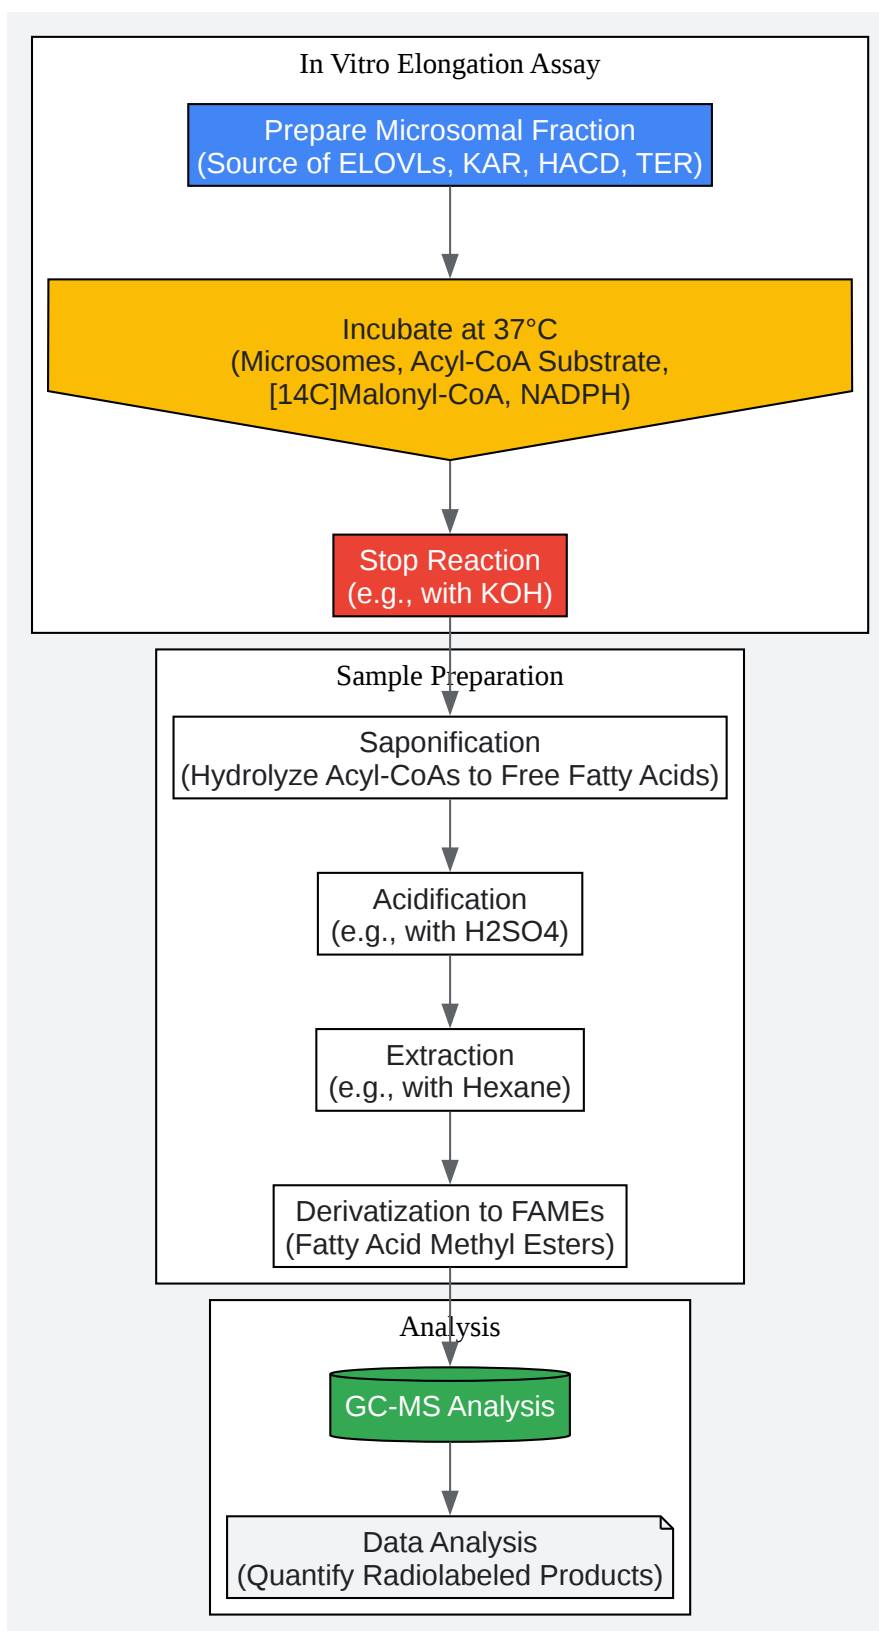 In Vitro Elongation Assay
Prepare Microsomal Fraction
(Source of ELOVLs, KAR, HACD, TER)
Incubate at 37°C
(Microsomes, Acyl-CoA Substrate,
[14C]Malonyl-CoA, NADPH)
Stop Reaction
(e.g., with KOH)
Sample Preparation
Saponification
(Hydrolyze Acyl-CoAs to Free Fatty Acids)
Acidification
(e.g., with H2SO4)
Extraction
(e.g., with Hexane)
Derivatization to FAMEs
(Fatty Acid Methyl Esters)
Analysis
GC-MS Analysis
Data Analysis
(Quantify Radiolabeled Products)